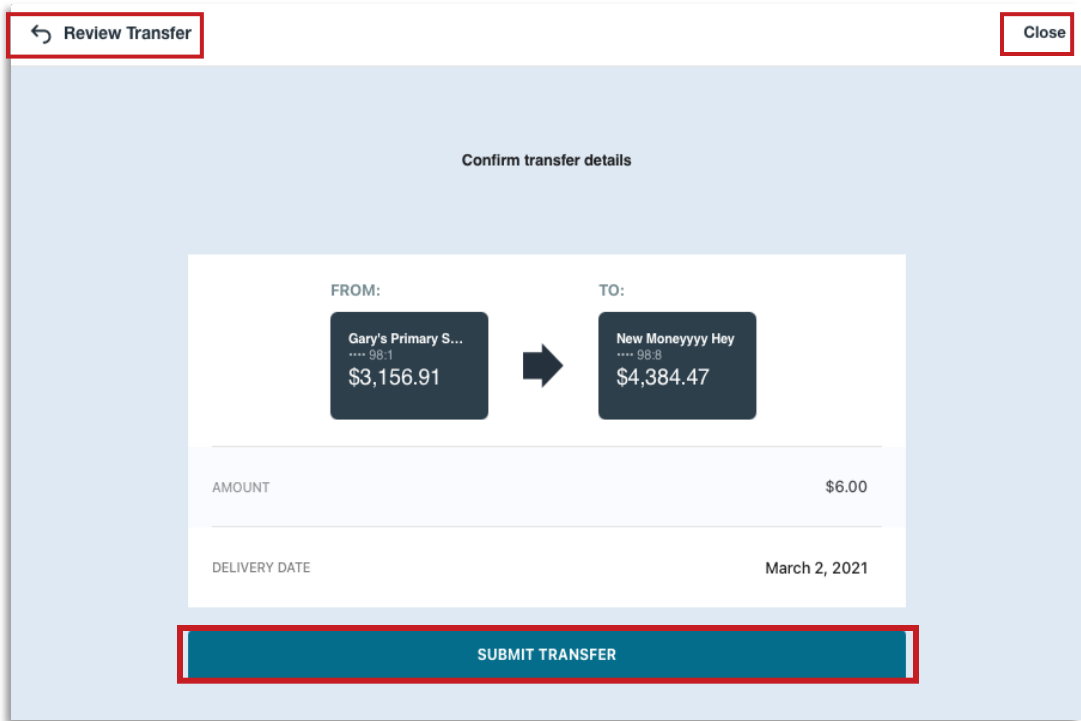 Review Transfer
Close
Confirm transfer details
FROM:
TO:
Gary's Primary S...
•••• 98:1
$3,156.91
New Moneyyyy Hey
•••• 98:8
$4,384.47
AMOUNT
$6.00
DELIVERY DATE
March 2, 2021
SUBMIT TRANSFER